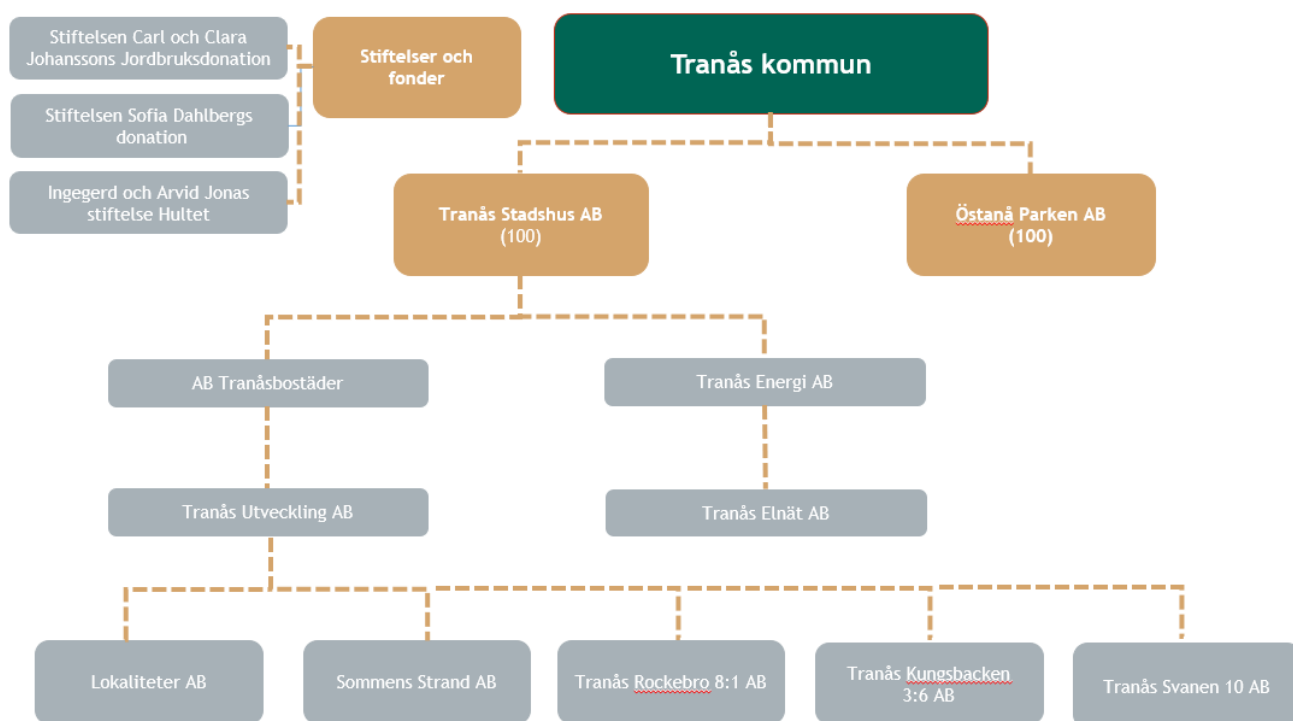 Stiftelsen Carl och Clara
Johanssons Jordbruksdonation
Stiftelsen Sofia Dahlbergs
donation
Ingegerd och Arvid Jonas
stiftelse Hultet
Stiftelser och
fonder
Tranås kommun
Tranås Stadshus AB
(100)
Östanå Parken AB
(100)
AB Tranåsbostäder
Tranås Energi AB
Tranås Utveckling AB
Tranås Elnät AB
Lokaliteter AB
Sommens Strand AB
Tranås Rockebro 8:1 AB
Tranås Kungsbacken
3:6 AB
Tranås Svanen 10 AB